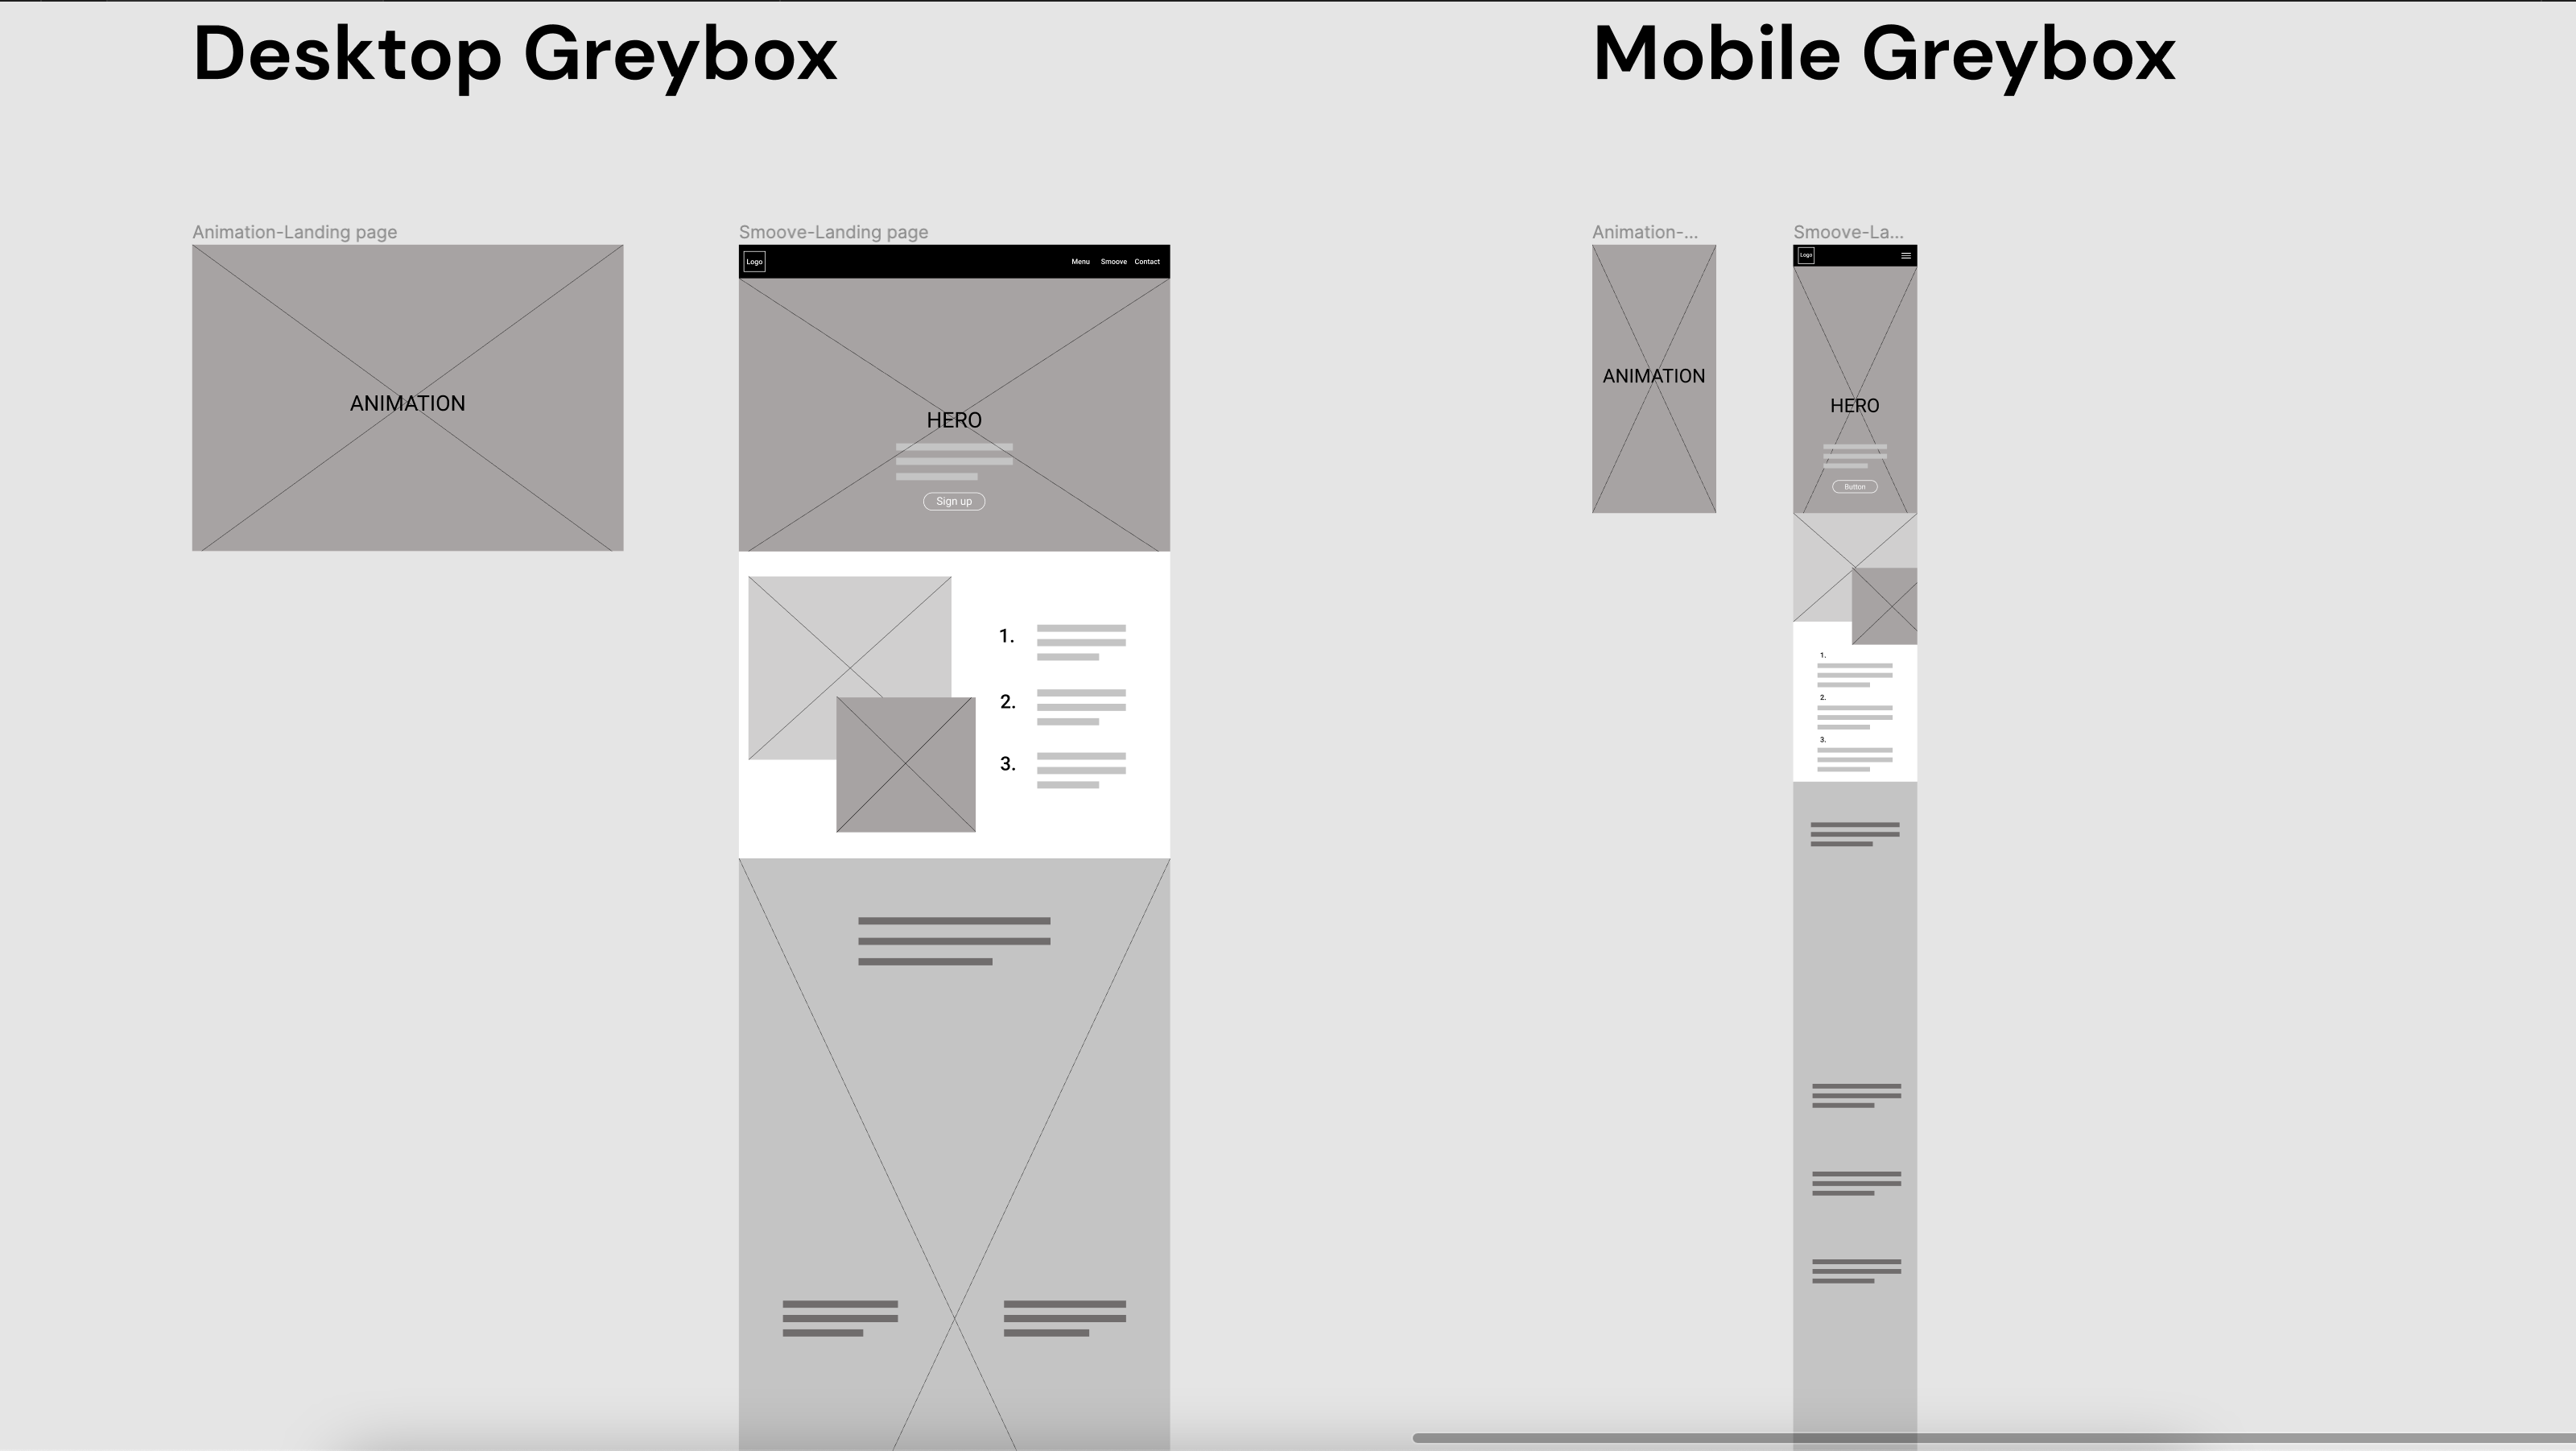 Desktop Greybox
Mobile Greybox
Animation-Landing page
Smoove-Landing page
Animation-...
Smoove-La...
ANIMATION
Logo
Menu Smoove Contact
HERO
Sign up
1.
2.
3.
ANIMATION
Logo
HERO
Button
1.
2.
3.